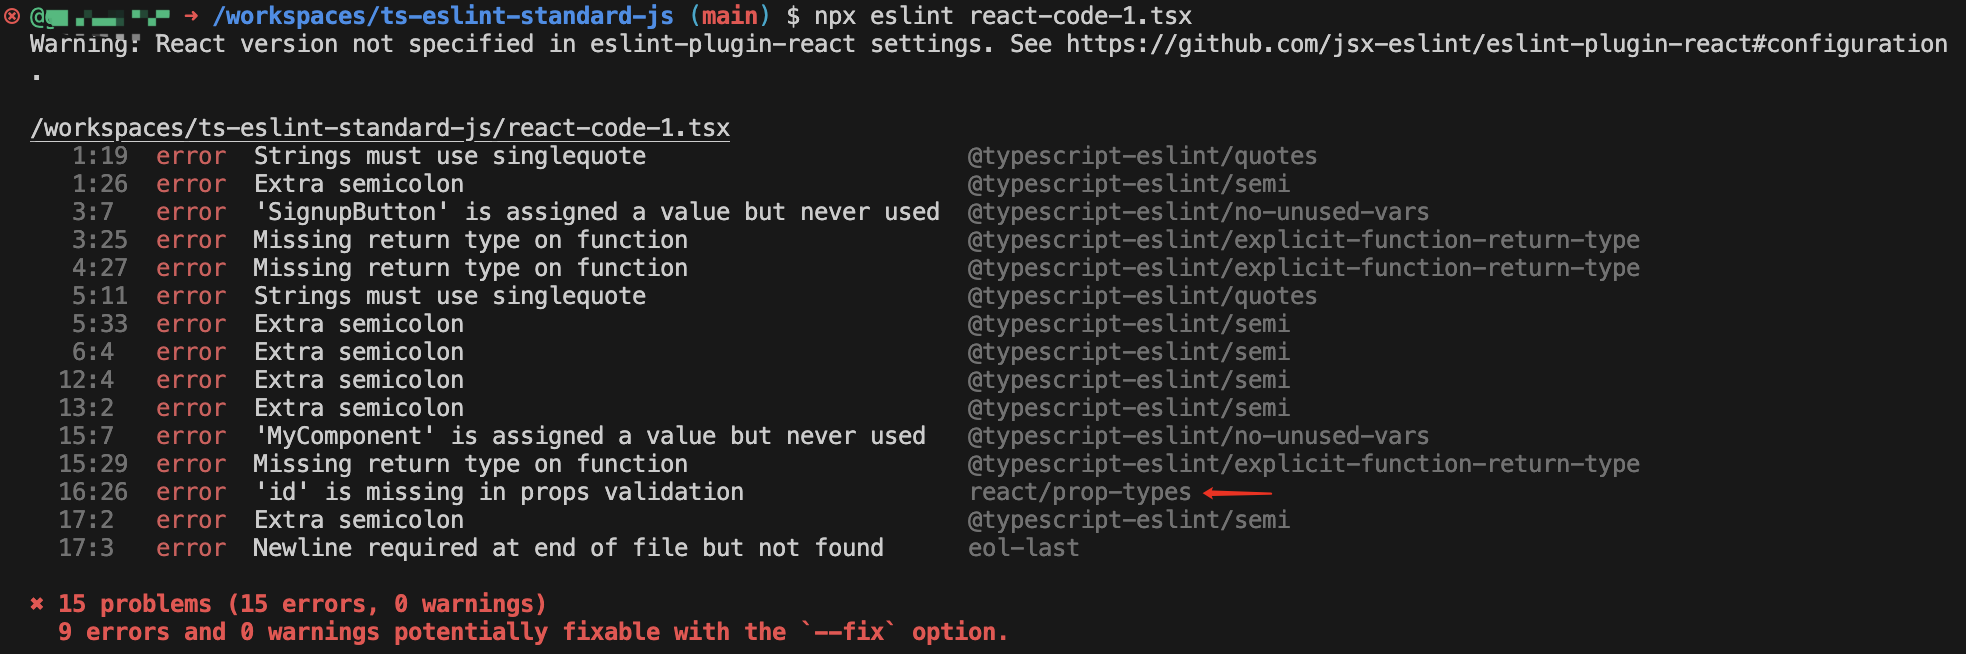 @ ➜ /workspaces/ts-eslint-standard-js (main) $ npx eslint react-code-1.tsx
Warning: React version not specified in eslint-plugin-react settings. See https://github.com/jsx-eslint/eslint-plugin-react#configuration
.
/workspaces/ts-eslint-standard-js/react-code-1.tsx
1:19 error Strings must use singlequote @typescript-eslint/quotes
1:26 error Extra semicolon @typescript-eslint/semi
3:7 error 'SignupButton' is assigned a value but never used @typescript-eslint/no-unused-vars
3:25 error Missing return type on function @typescript-eslint/explicit-function-return-type
4:27 error Missing return type on function @typescript-eslint/explicit-function-return-type
5:11 error Strings must use singlequote @typescript-eslint/quotes
5:33 error Extra semicolon @typescript-eslint/semi
6:4 error Extra semicolon @typescript-eslint/semi
12:4 error Extra semicolon @typescript-eslint/semi
13:2 error Extra semicolon @typescript-eslint/semi
15:7 error 'MyComponent' is assigned a value but never used @typescript-eslint/no-unused-vars
15:29 error Missing return type on function @typescript-eslint/explicit-function-return-type
16:26 error 'id' is missing in props validation react/prop-types
17:2 error Extra semicolon @typescript-eslint/semi
17:3 error Newline required at end of file but not found eol-last
✖ 15 problems (15 errors, 0 warnings)
9 errors and 0 warnings potentially fixable with the `--fix` option.